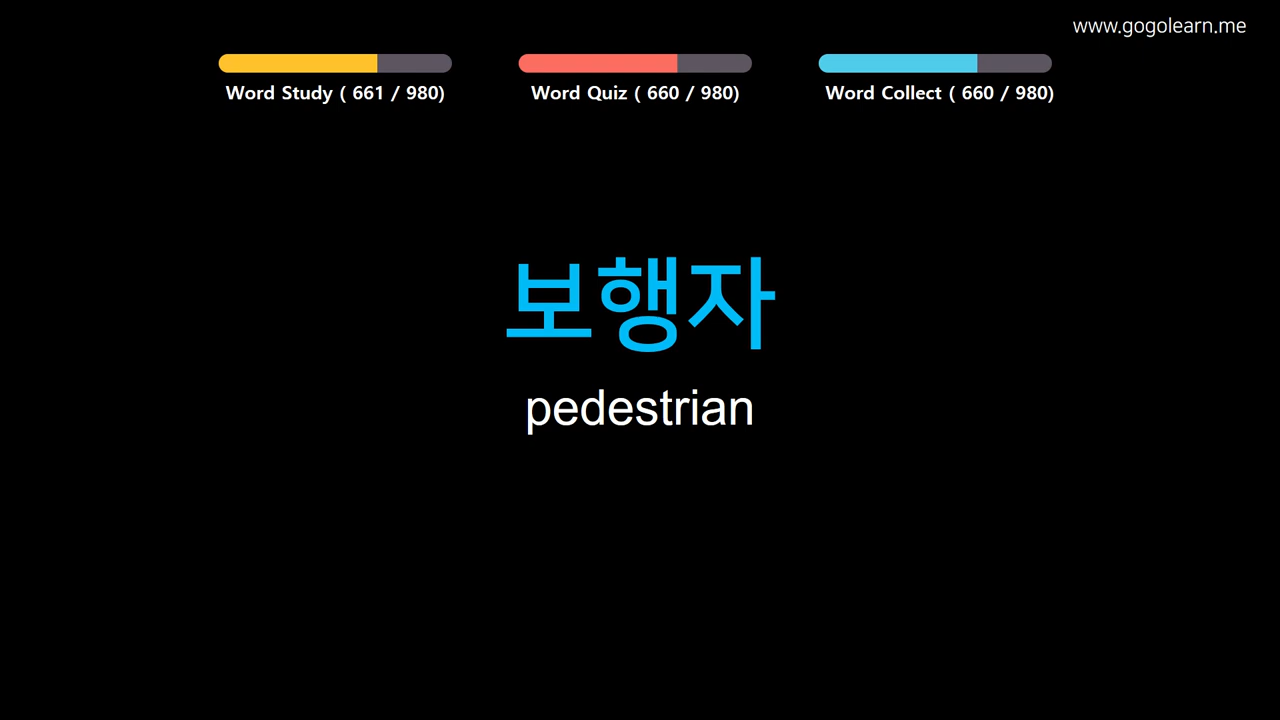 www.gogolearn.me
Word Study ( 661 / 980)
Word Quiz ( 660 / 980)
Word Collect ( 660 / 980)
보행자
pedestrian